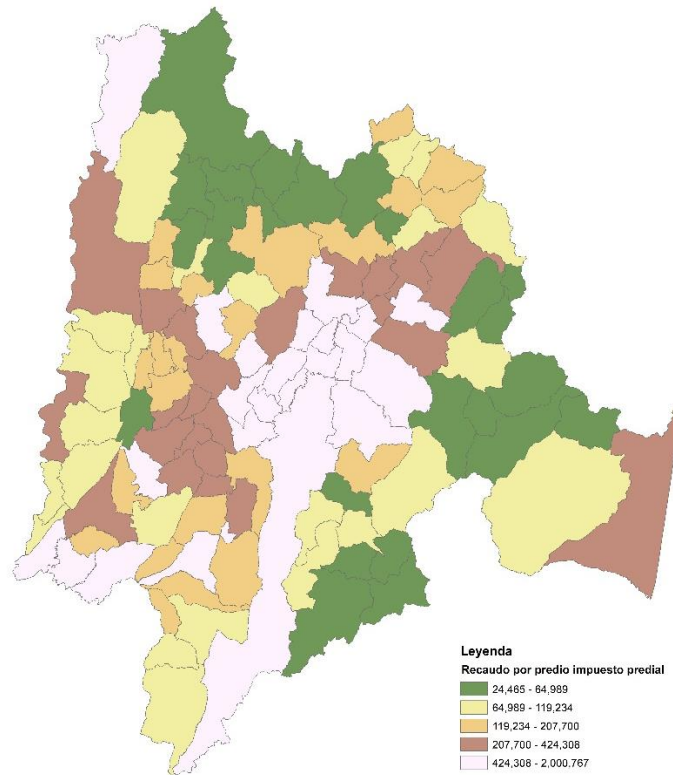 Leyenda
Recaudo por predio impuesto predial
24,465 - 64,989
64,989 - 119,234
119,234 - 207,700
207,700 - 424,308
424,308 - 2,000,767